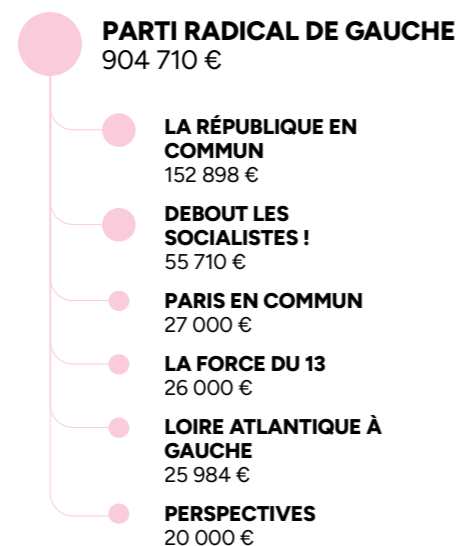 PARTI RADICAL DE GAUCHE
904 710 €
LA RÉPUBLIQUE EN
COMMUN
152 898 €
DEBOUT LES
SOCIALISTES !
55 710 €
PARIS EN COMMUN
27 000 €
LA FORCE DU 13
26 000 €
LOIRE ATLANTIQUE À
GAUCHE
25 984 €
PERSPECTIVES
20 000 €